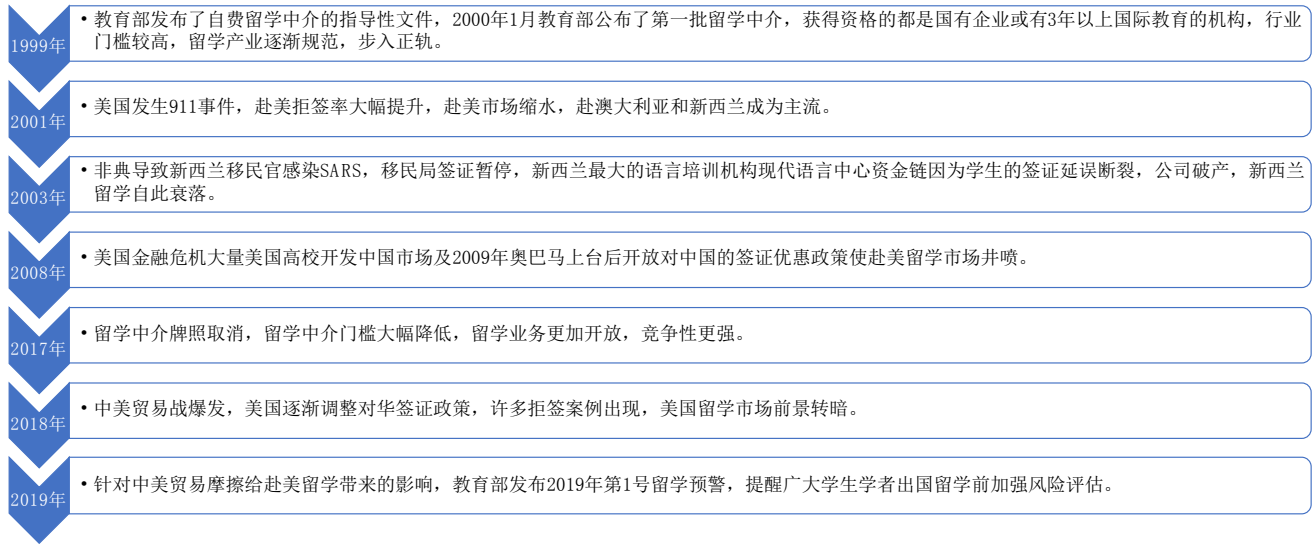 1999年
•教育部发布了自费留学中介的指导性文件，2000年1月教育部公布了第一批留学中介，获得资格的都是国有企业或有3年以上国际教育的机构，行业
门槛较高，留学产业逐渐规范，步入正轨。
2001年
•美国发生911事件，赴美拒签率大幅提升，赴美市场缩水，赴澳大利亚和新西兰成为主流。
2003年
•非典导致新西兰移民官感染SARS，移民局签证暂停，新西兰最大的语言培训机构现代语言中心资金链因为学生的签证延误断裂，公司破产，新西兰
留学自此衰落。
2008年
•美国金融危机大量美国高校开发中国市场及2009年奥巴马上台后开放对中国的签证优惠政策使赴美留学市场井喷。
2017年
•留学中介牌照取消，留学中介门槛大幅降低，留学业务更加开放，竞争性更强。
2018年
•中美贸易战爆发，美国逐渐调整对华签证政策，许多拒签案例出现，美国留学市场前景转暗。
2019年
•针对中美贸易摩擦给赴美留学带来的影响，教育部发布2019年第1号留学预警，提醒广大学生学者出国留学前加强风险评估。